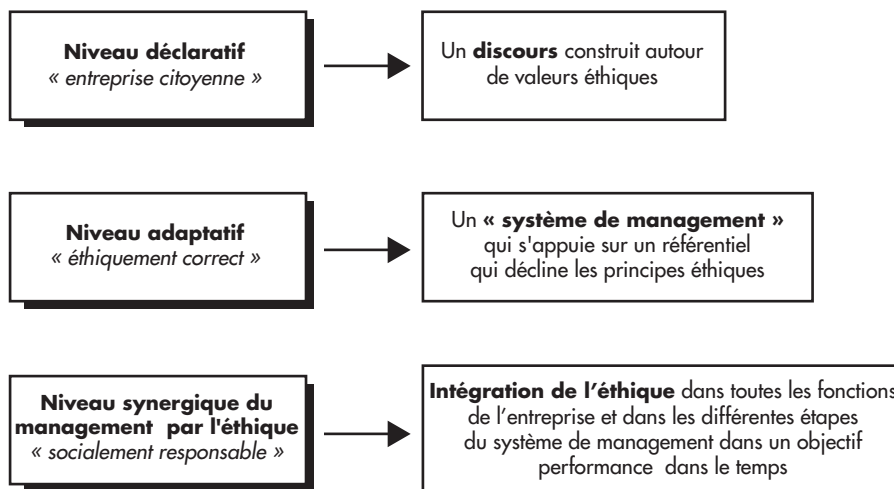 Niveau déclaratif
« entreprise citoyenne »
Un discours construit autour
de valeurs éthiques
Niveau adaptatif
« éthiquement correct »
Un « système de management »
qui s'appuie sur un référentiel
qui décline les principes éthiques
Niveau synergique du
management par l'éthique
« socialement responsable »
Intégration de l'éthique dans toutes les fonctions
de l'entreprise et dans les différentes étapes
du système de management dans un objectif
performance dans le temps